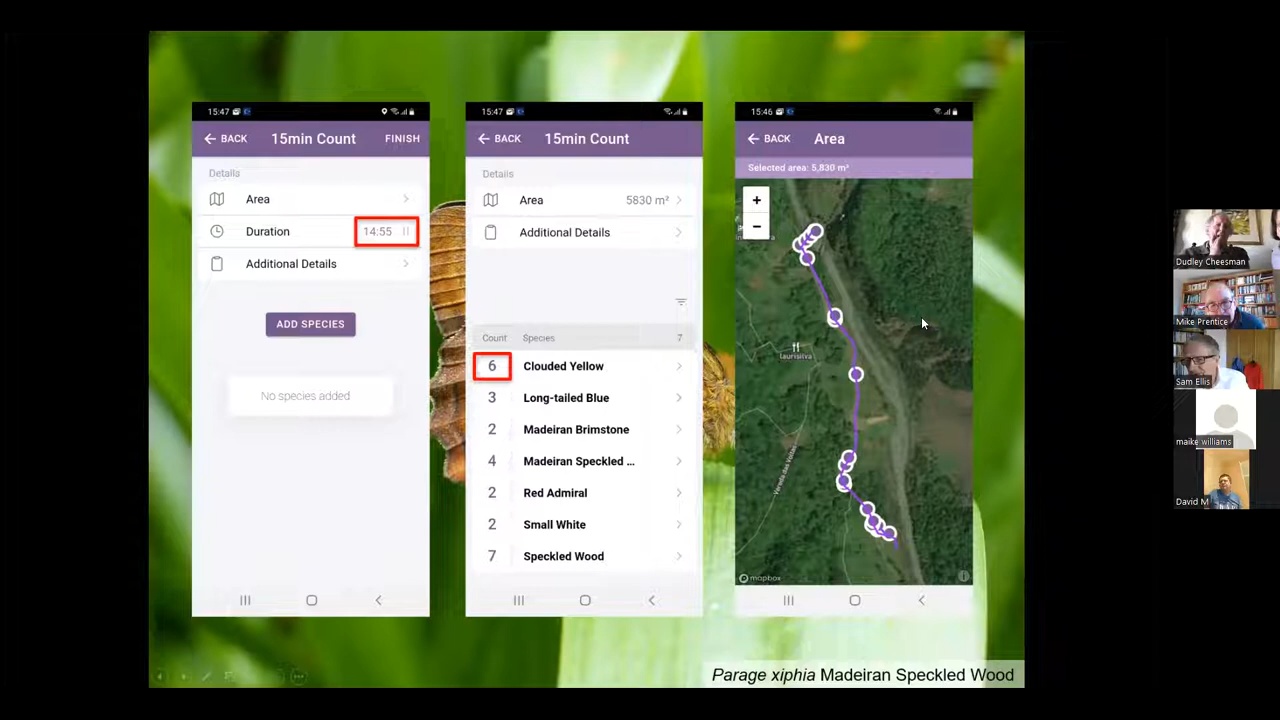 15:47
BACK 15min Count FINISH
Details
Area
Duration 14:55
Additional Details
ADD SPECIES
No species added
15:47
BACK 15min Count
Details
Area 5830 m²
Additional Details
Count Species 7
6 Clouded Yellow
3 Long-tailed Blue
2 Madeiran Brimstone
4 Madeiran Speckled ...
2 Red Admiral
2 Small White
7 Speckled Wood
15:46
BACK Area
Selected area: 5,830 m²
+
−
laurisilva
Vereda das Voltas
mapbox
Parage xiphia Madeiran Speckled Wood
Dudley Cheesman
Mike Prentice
Sam Ellis
maike williams
David M